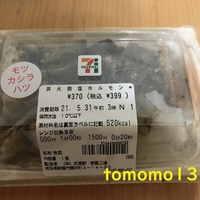 モツ
カシラ
ハツ
炭火焼塩ホルモン
¥370(税込 ¥399)
消費期限 21. 5.31午前3時 N 1
保存方法 10℃以下
原材料名は裏面ラベルに記載 520kcal
レンジ加熱目安
500W 1分00秒 1500W 0分20秒
tomomo13